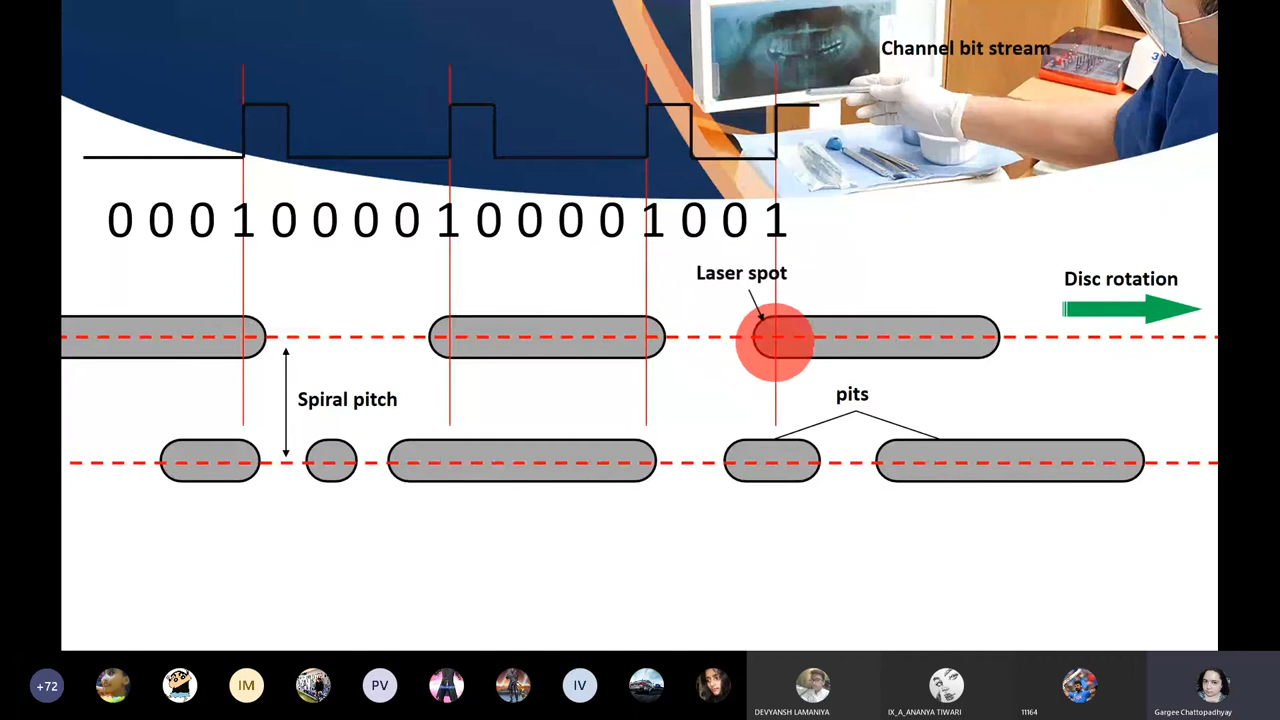 Channel bit stream
0 0 0 1 0 0 0 0 1 0 0 0 0 1 0 0 1
Laser spot
Disc rotation
Spiral pitch
pits
+72
IM
PV
IV
DEVYANSH LAMANIYA
IX_A_ANANYA TIWARI
11164
Gargee Chattopadhyay